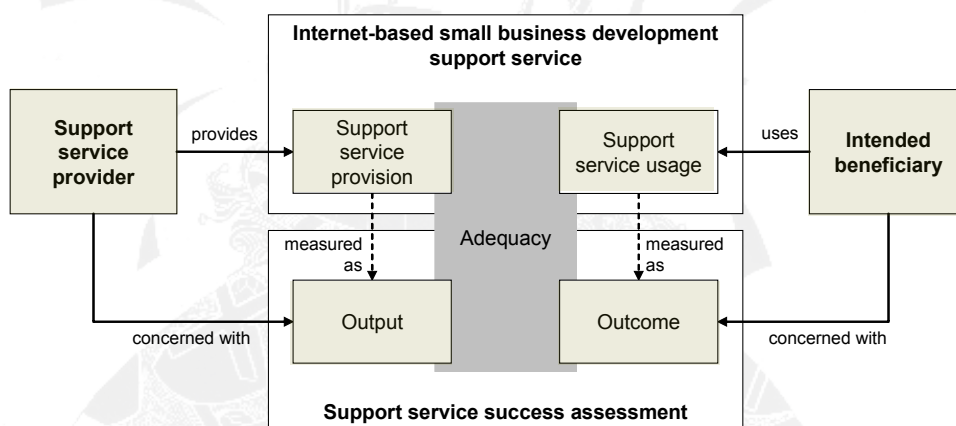 Internet-based small business development
support service
Support
service
provider
provides
Support
service
provision
Support
service usage
uses
Intended
beneficiary
measured
as
Adequacy
measured
as
concerned with
Output
Outcome
concerned with
Support service success assessment